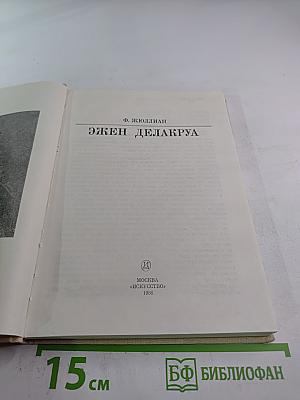 Ф. ЖЮЛЛИАН
ЭЖЕН ДЕЛАКРУА
МОСКВА
«ИСКУССТВО»
15 см
БФ БИБЛИОФАН